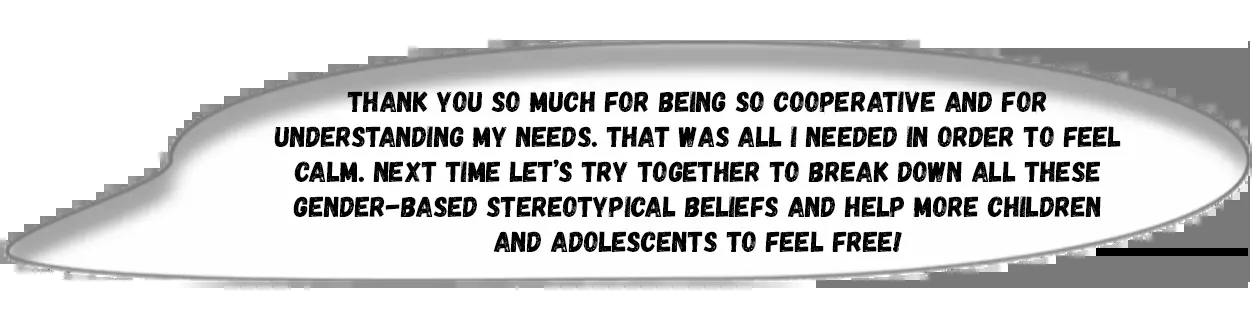 THANK YOU SO MUCH FOR BEING SO COOPERATIVE AND FOR
UNDERSTANDING MY NEEDS. THAT WAS ALL I NEEDED IN ORDER TO FEEL
CALM. NEXT TIME LET'S TRY TOGETHER TO BREAK DOWN ALL THESE
GENDER-BASED STEREOTYPICAL BELIEFS AND HELP MORE CHILDREN
AND ADOLESCENTS TO FEEL FREE!